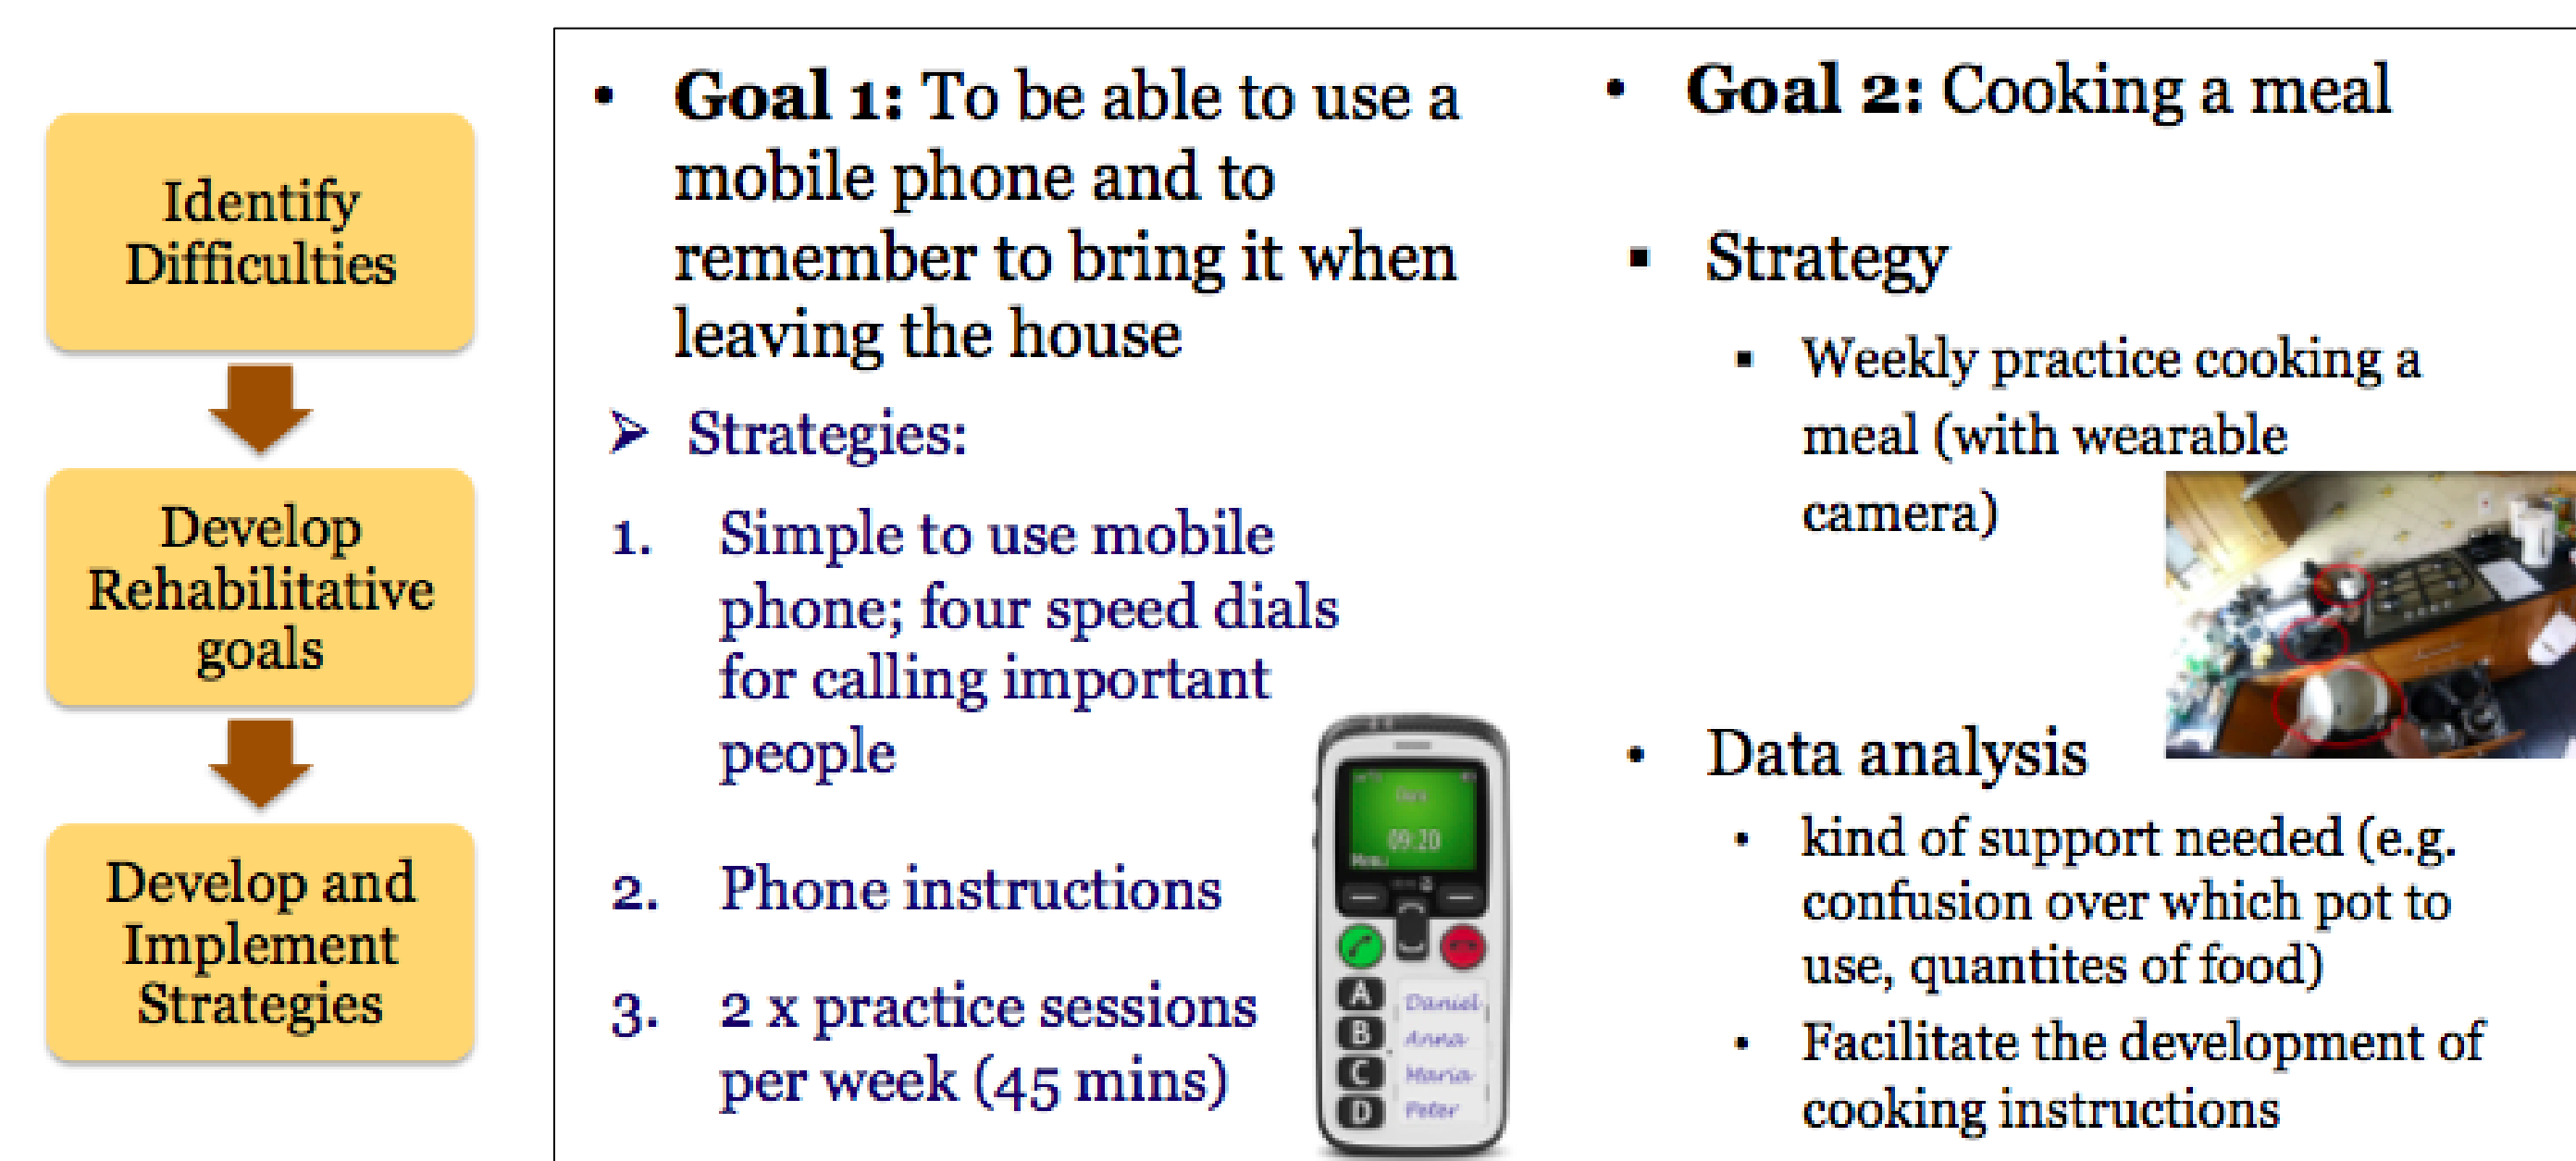 Identify
Difficulties
Develop
Rehabilitative
goals
Develop and
Implement
Strategies
• Goal 1: To be able to use a
mobile phone and to
remember to bring it when
leaving the house
➢ Strategies:
1. Simple to use mobile
phone; four speed dials
for calling important
people
2. Phone instructions
3. 2 x practice sessions
per week (45 mins)
09:20
Menu
A Daniel
B Anna
C Maria
D Peter
• Goal 2: Cooking a meal
▪ Strategy
▪ Weekly practice cooking a
meal (with wearable
camera)
• Data analysis
• kind of support needed (e.g.
confusion over which pot to
use, quantites of food)
• Facilitate the development of
cooking instructions